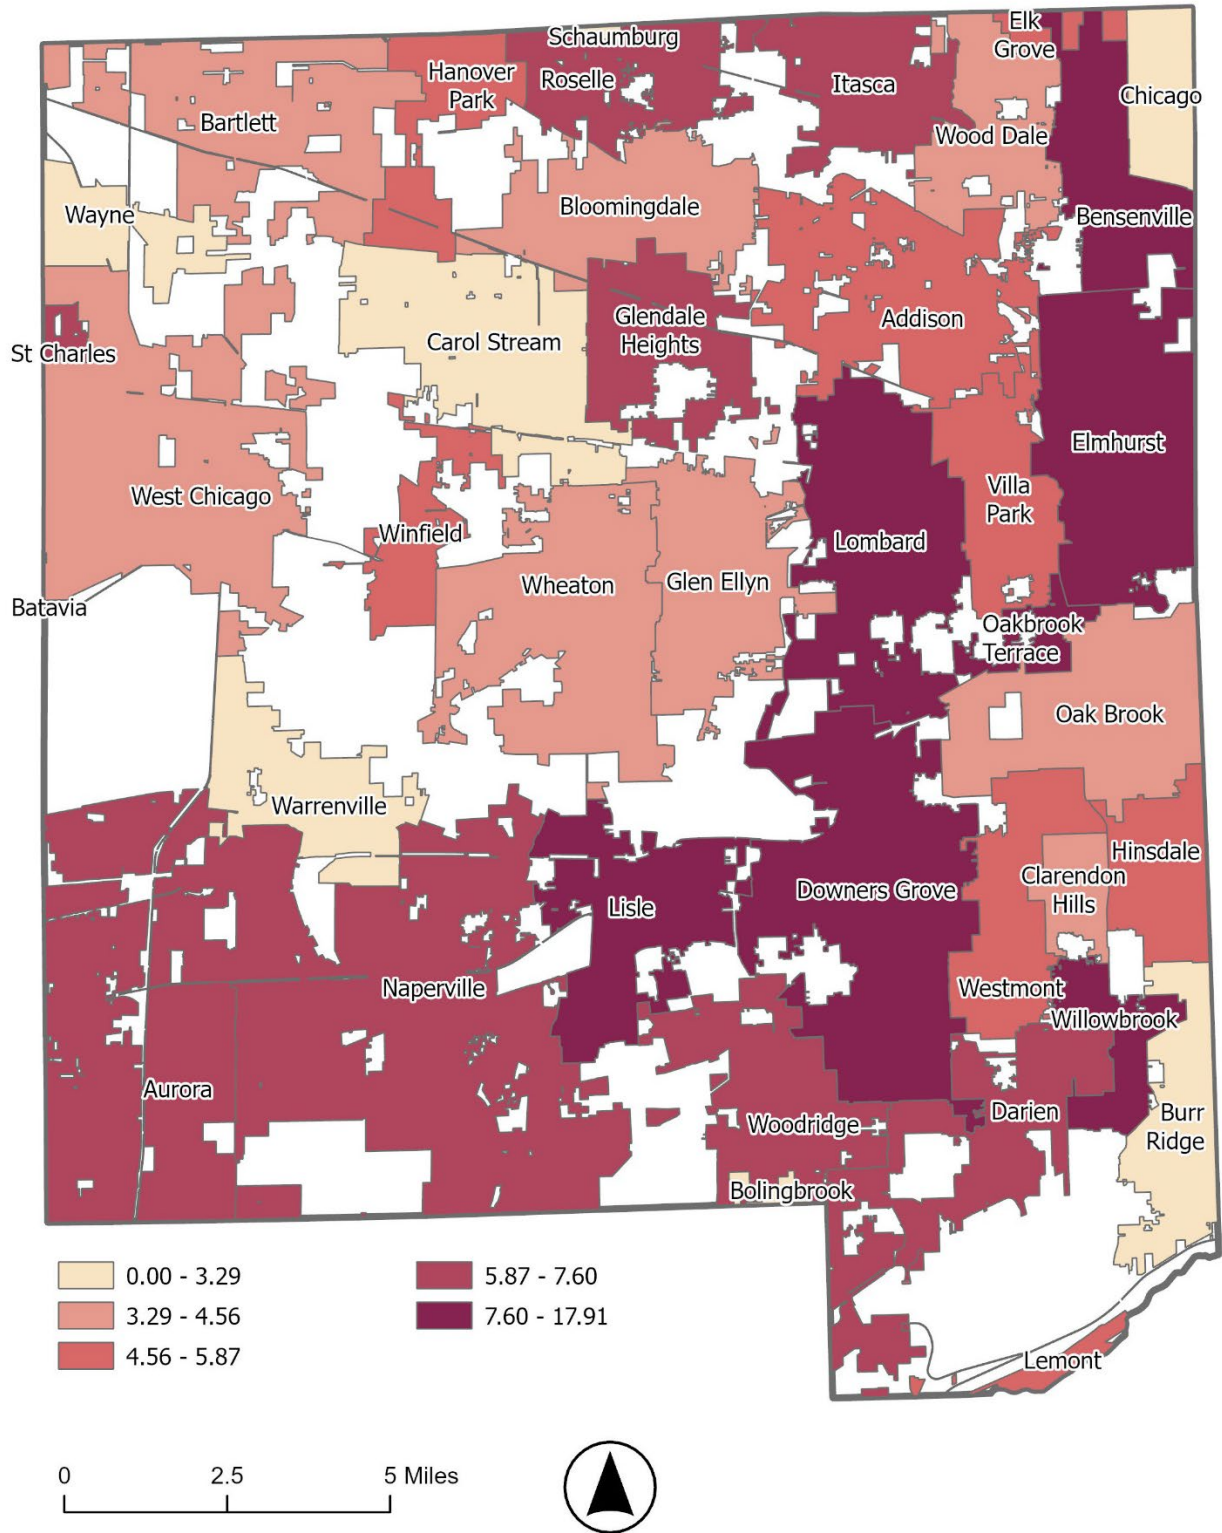 Schaumburg
Elk
Grove
Hanover
Park
Roselle
Itasca
Chicago
Bartlett
Wood Dale
Wayne
Bloomingdale
Bensenville
St Charles
Carol Stream
Glendale
Heights
Addison
Elmhurst
West Chicago
Winfield
Villa
Park
Lombard
Batavia
Wheaton
Glen Ellyn
Oakbrook
Terrace
Oak Brook
Warrenville
Hinsdale
Clarendon
Hills
Downers Grove
Lisle
Naperville
Westmont
Willowbrook
Aurora
Woodridge
Darien
Burr
Ridge
Bolingbrook
Lemont
0.00 - 3.29
3.29 - 4.56
4.56 - 5.87
5.87 - 7.60
7.60 - 17.91
0 2.5 5 Miles